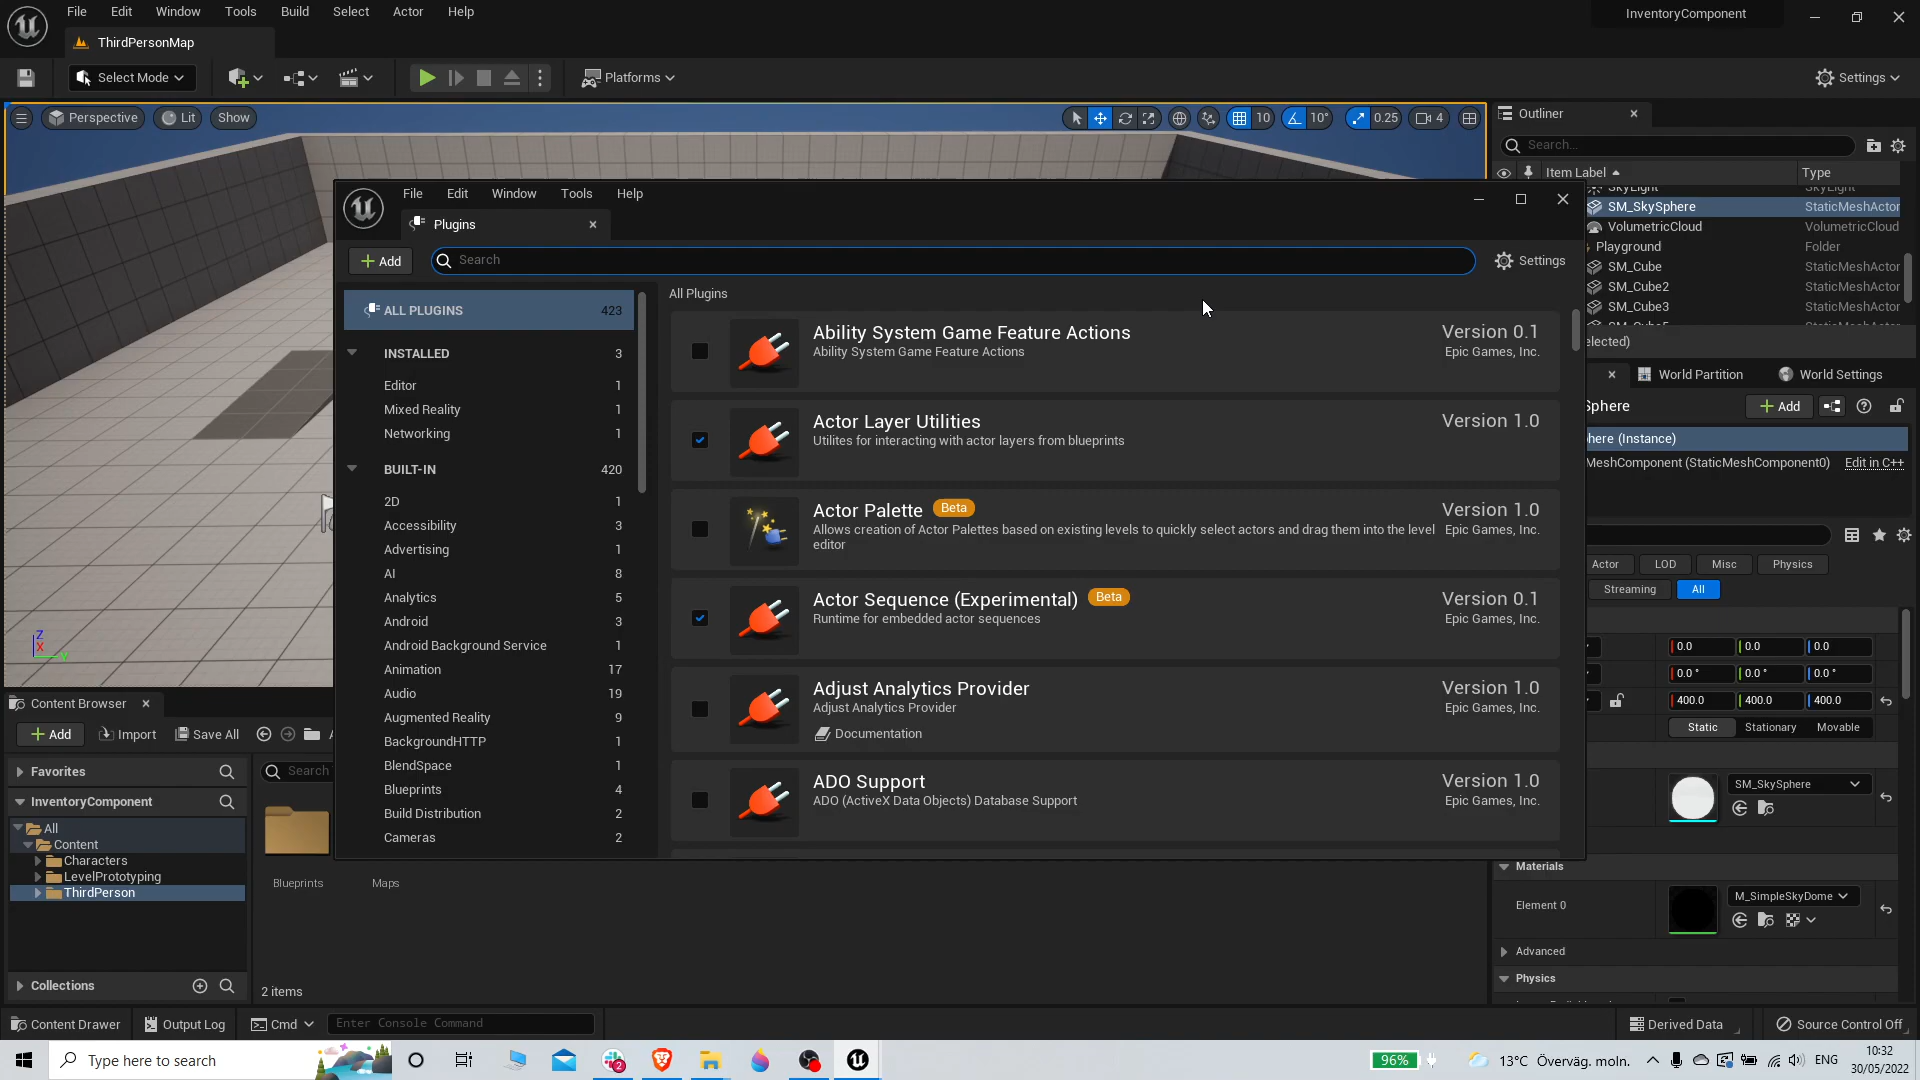 File Edit Window Tools Build Select Actor Help
InventoryComponent
ThirdPersonMap
Select Mode
Platforms
Settings
Perspective Lit Show
10 10° 0.25 4
Outliner
Search...
Item Label Type
SkyLight SkyLight
SM_SkySphere StaticMeshActor
VolumetricCloud VolumetricCloud
Playground Folder
SM_Cube StaticMeshActor
SM_Cube2 StaticMeshActor
SM_Cube3 StaticMeshActor
elected)
World Partition World Settings
Sphere
Add
here (Instance)
MeshComponent (StaticMeshComponent0) Edit in C++
Actor LOD Misc Physics
Streaming All
0.0 0.0 0.0
0.0 ° 0.0 ° 0.0 °
400.0 400.0 400.0
Static Stationary Movable
SM_SkySphere
Materials
Element 0
M_SimpleSkyDome
Advanced
Physics
File Edit Window Tools Help
Plugins
Add
Search
Settings
ALL PLUGINS 423
INSTALLED 3
Editor 1
Mixed Reality 1
Networking 1
BUILT-IN 420
2D 1
Accessibility 3
Advertising 1
AI 8
Analytics 5
Android 3
Android Background Service 1
Animation 17
Audio 19
Augmented Reality 9
BackgroundHTTP 1
BlendSpace 1
Blueprints 4
Build Distribution 2
Cameras 2
All Plugins
Ability System Game Feature Actions Version 0.1
Ability System Game Feature Actions Epic Games, Inc.
Actor Layer Utilities Version 1.0
Utilites for interacting with actor layers from blueprints
Actor Palette Beta Version 1.0
Allows creation of Actor Palettes based on existing levels to quickly select actors and drag them into the level Epic Games, Inc.
editor
Actor Sequence (Experimental) Beta Version 0.1
Runtime for embedded actor sequences Epic Games, Inc.
Adjust Analytics Provider Version 1.0
Adjust Analytics Provider Epic Games, Inc.
Documentation
ADO Support Version 1.0
ADO (ActiveX Data Objects) Database Support Epic Games, Inc.
Z
X
Y
Content Browser
Add Import Save All
Favorites
Search
InventoryComponent
All
Content
Characters
LevelPrototyping
ThirdPerson
Collections
Blueprints Maps
2 items
Content Drawer Output Log Cmd Enter Console Command
Derived Data Source Control Off
Type here to search
2
96%
13°C Överväg. moln.
ENG
10:32
30/05/2022